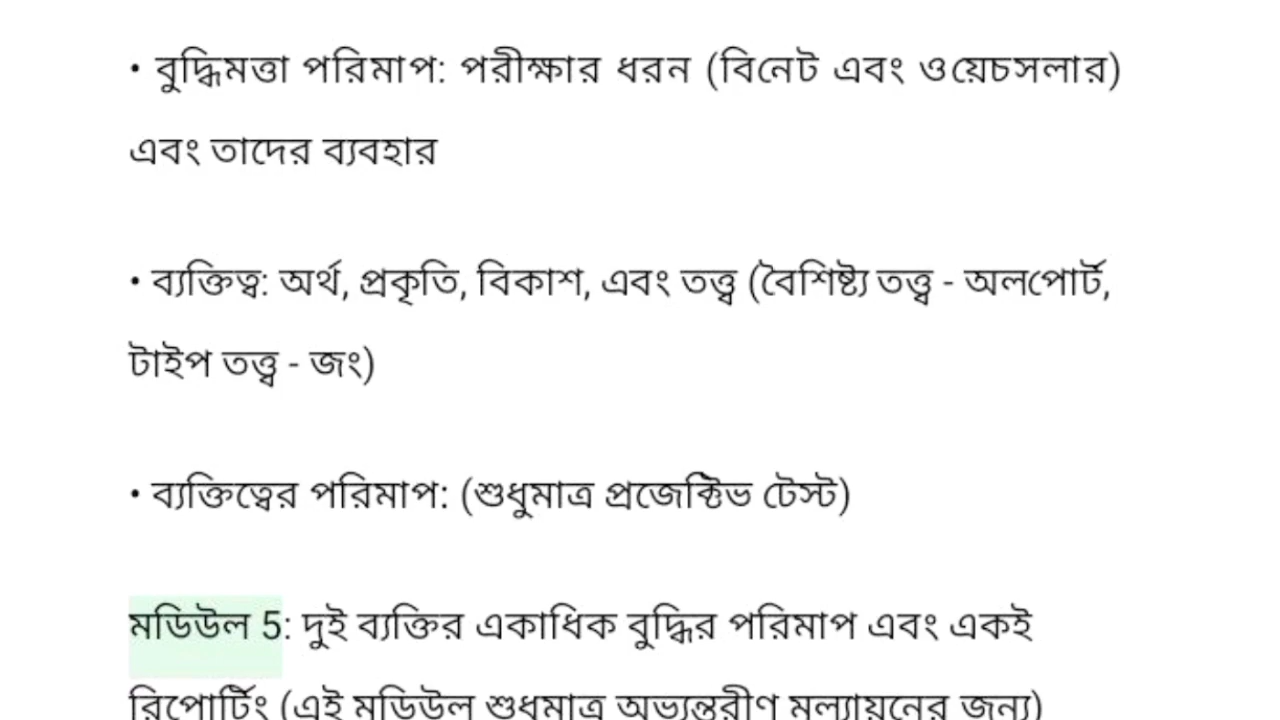 • বুদ্ধিমত্তা পরিমাপ: পরীক্ষার ধরন (বিনেট এবং ওয়েচসলার)
এবং তাদের ব্যবহার
• ব্যক্তিত্ব: অর্থ, প্রকৃতি, বিকাশ, এবং তত্ত্ব (বৈশিষ্ট্য তত্ত্ব - অলপোর্ট,
টাইপ তত্ত্ব - জং)
• ব্যক্তিত্বের পরিমাপ: (শুধুমাত্র প্রজেক্টিভ টেস্ট)
মডিউল 5: দুই ব্যক্তির একাধিক বুদ্ধির পরিমাপ এবং একই
রিপোর্টিং (এই মডিউল শুধুমাত্র অভ্যন্তরীণ মূল্যায়নের জন্য)